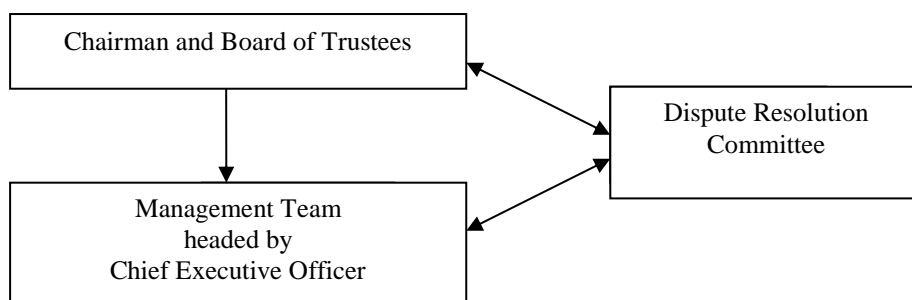 Chairman and Board of Trustees
Dispute Resolution
Committee
Management Team
headed by
Chief Executive Officer